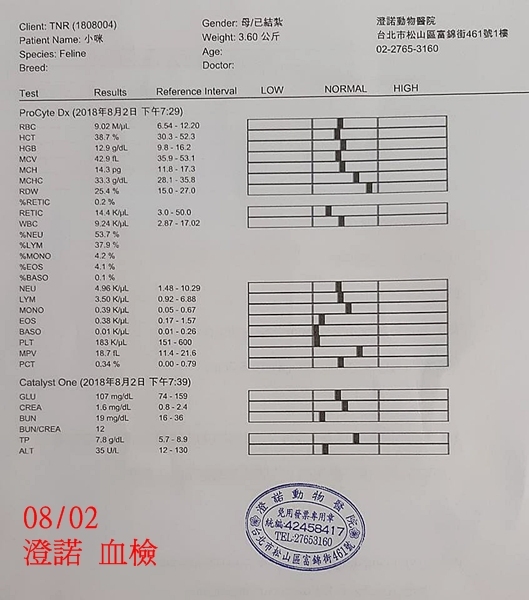 Client: TNR (1808004) Gender: 母/已結紮 澄諾動物醫院
Patient Name: 小咪 Weight: 3.60 公斤 台北市松山區富錦街461號1樓
Species: Feline Age: 02-2765-3160
Breed: Doctor:
Test Results Reference Interval LOW NORMAL HIGH
ProCyte Dx (2018年8月2日 下午7:29)
RBC 9.02 M/µL 6.54 - 12.20
HCT 38.7 % 30.3 - 52.3
HGB 12.9 g/dL 9.8 - 16.2
MCV 42.9 fL 35.9 - 53.1
MCH 14.3 pg 11.8 - 17.3
MCHC 33.3 g/dL 28.1 - 35.8
RDW 25.4 % 15.0 - 27.0
%RETIC 0.2 %
RETIC 14.4 K/µL 3.0 - 50.0
WBC 9.24 K/µL 2.87 - 17.02
%NEU 53.7 %
%LYM 37.9 %
%MONO 4.2 %
%EOS 4.1 %
%BASO 0.1 %
NEU 4.96 K/µL 1.48 - 10.29
LYM 3.50 K/µL 0.92 - 6.88
MONO 0.39 K/µL 0.05 - 0.67
EOS 0.38 K/µL 0.17 - 1.57
BASO 0.01 K/µL 0.01 - 0.26
PLT 183 K/µL 151 - 600
MPV 18.7 fL 11.4 - 21.6
PCT 0.34 % 0.00 - 0.79
Catalyst One (2018年8月2日 下午7:39)
GLU 107 mg/dL 74 - 159
CREA 1.6 mg/dL 0.8 - 2.4
BUN 19 mg/dL 16 - 36
BUN/CREA 12
TP 7.8 g/dL 5.7 - 8.9
ALT 35 U/L 12 - 130
澄諾動物醫院
免用發票專用章
統編:42458417
TEL-27653160
台北市松山區富錦街461號
08/02
澄諾 血檢